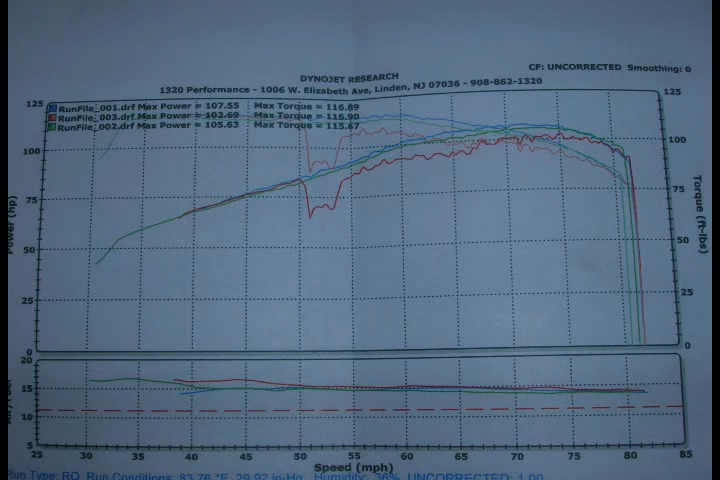 CF: UNCORRECTED Smoothing: 0
DYNOJET RESEARCH
1320 Performance - 1006 W. Elizabeth Ave, Linden, NJ 07036 - 908-862-1320
RunFile_001.drf Max Power = 107.55 Max Torque = 116.89
RunFile_003.drf Max Power = 102.69 Max Torque = 116.90
RunFile_002.drf Max Power = 105.63 Max Torque = 115.67
125
100
75
50
25
0
Power (hp)
125
100
75
50
25
0
Torque (ft-lbs)
20
15
10
5
25 30 35 40 45 50 55 60 65 70 75 80 85
Speed (mph)
Run Type: RO Run Conditions: 83.76 °F, 29.92 in-Hg, Humidity: 36%, UNCORRECTED: 1.00